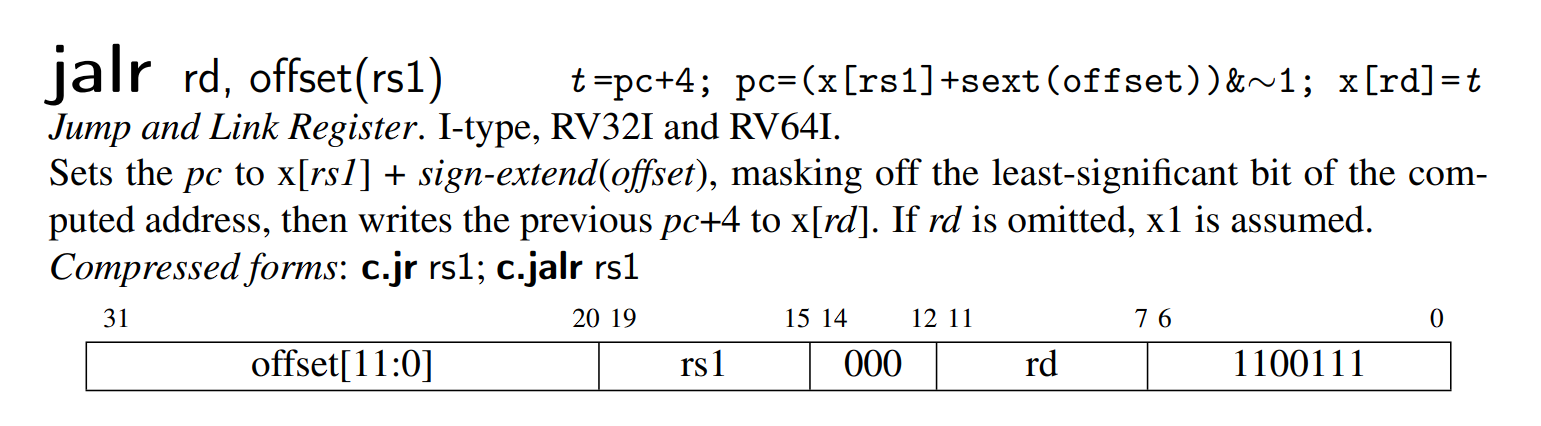 jalr rd, offset(rs1) t=pc+4; pc=(x[rs1]+sext(offset))&∼1; x[rd]=t
Jump and Link Register. I-type, RV32I and RV64I.
Sets the pc to x[rs1] + sign-extend(offset), masking off the least-significant bit of the com-
puted address, then writes the previous pc+4 to x[rd]. If rd is omitted, x1 is assumed.
Compressed forms: c.jr rs1; c.jalr rs1
31 20 19 15 14 12 11 7 6 0
offset[11:0] rs1 000 rd 1100111